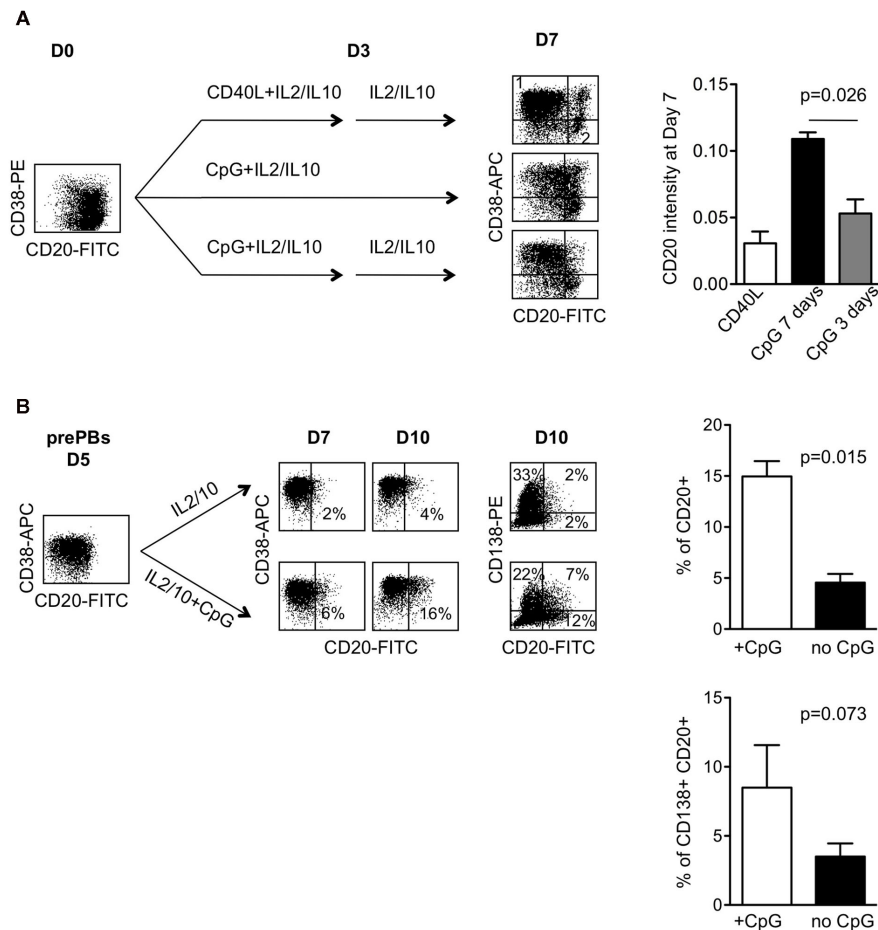 A
D0
D3
D7
CD40L+IL2/IL10
IL2/IL10
CpG+IL2/IL10
CpG+IL2/IL10
IL2/IL10
CD38-PE
CD20-FITC
1
2
CD38-APC
CD20-FITC
CD20 intensity at Day 7
0.15
0.10
0.05
0.00
p=0.026
CD40L
CpG 7 days
CpG 3 days
B
prePBs
D5
D7
D10
D10
CD38-APC
CD20-FITC
IL2/10
IL2/10+CpG
CD38-APC
2%
4%
6%
16%
CD20-FITC
CD138-PE
33%
2%
2%
22%
7%
12%
CD20-FITC
% of CD20+
20
15
10
5
0
p=0.015
+CpG
no CpG
% of CD138+ CD20+
15
10
5
0
p=0.073
+CpG
no CpG